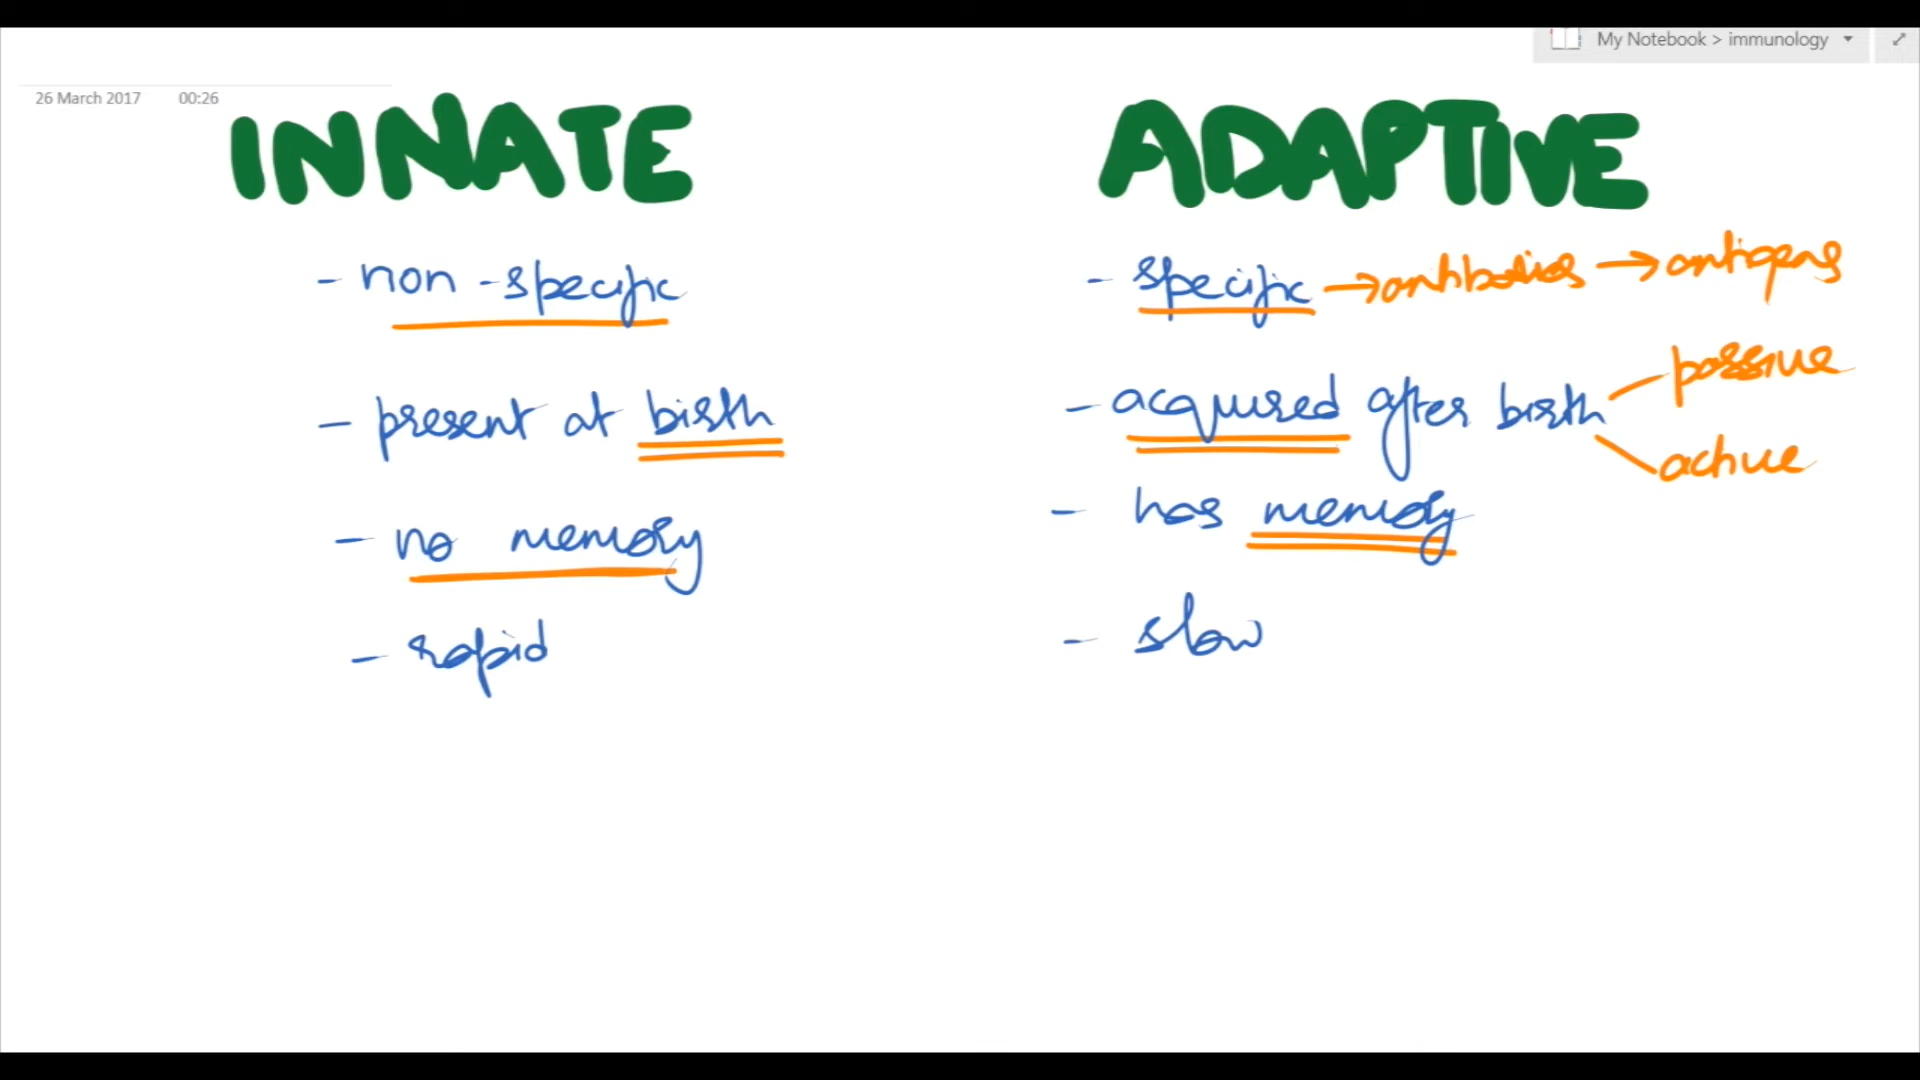 My Notebook > immunology
26 March 2017 00:26
INNATE
- non-specific
- present at birth
- no memory
- rapid
ADAPTIVE
- specific → antibodies → antigens
- acquired after birth
passive
active
- has memory
- slow